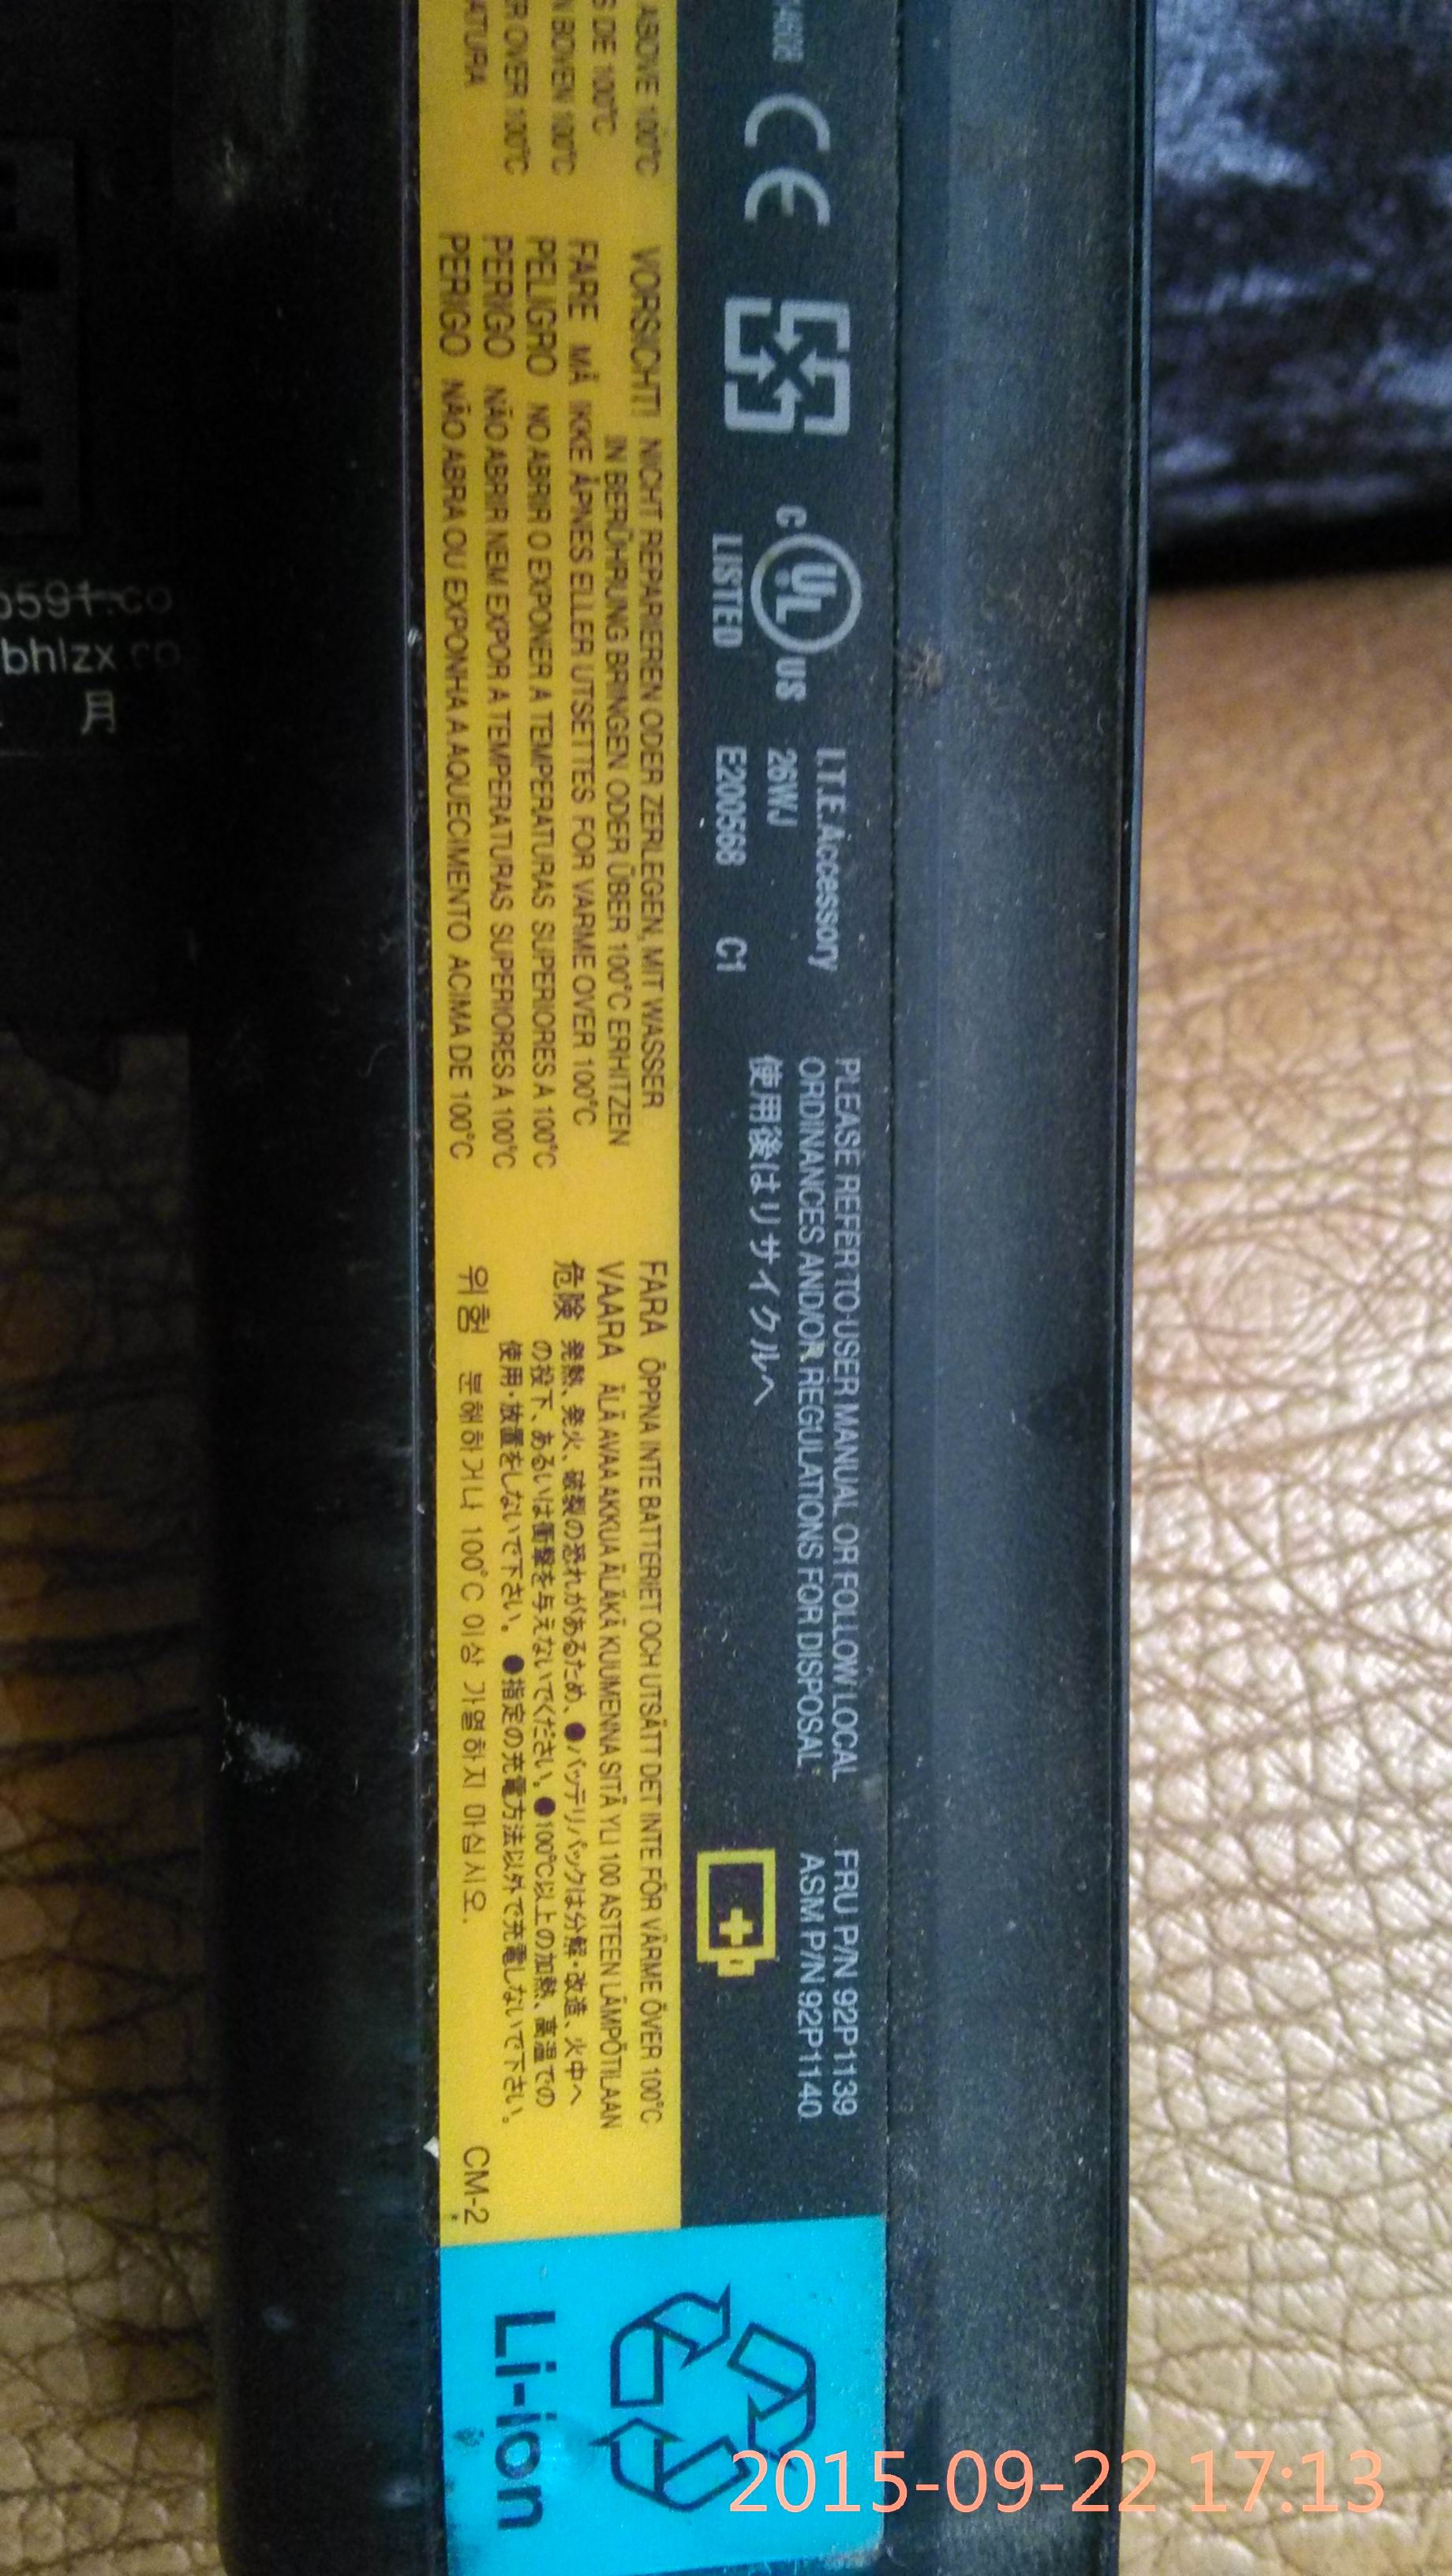 CE
C UL US
LISTED
I.T.E.Accessory
26WJ
E200568 C1
PLEASE REFER TO USER MANUAL OR FOLLOW LOCAL
ORDINANCES AND/OR REGULATIONS FOR DISPOSAL
使用後はリサイクルへ
FRU P/N 92P1139
ASM P/N 92P1140
ABOVE 100°C
DE 100°C
BOVEN 100°C
OVER 100°C
VORSICHT! NICHT REPARIEREN ODER ZERLEGEN, MIT WASSER
IN BERÜHRUNG BRINGEN ODER ÜBER 100°C ERHITZEN
FARE MÅ IKKE ÅPNES ELLER UTSETTES FOR VARME OVER 100°C
PELIGRO NO ABRIR O EXPONER A TEMPERATURAS SUPERIORES A 100°C
PERIGO NÃO ABRIR NEM EXPOR A TEMPERATURAS SUPERIORES A 100°C
PERIGO NÃO ABRA OU EXPONHA A AQUECIMENTO ACIMA DE 100°C
FARA ÖPPNA INTE BATTERIET OCH UTSÄTT DET INTE FÖR VÄRME ÖVER 100°C
VAARA ÄLÄ AVAA AKKUA ÄLÄKÄ KUUMENNA SITÄ YLI 100 ASTEEN LÄMPÖTILAAN
危険 発熱、発火、破裂の恐れがあるため、●バッテリパックは分解・改造、火中へ
の投下、あるいは衝撃を与えないでください。●100°C以上の加熱、高温での
使用・放置をしないで下さい。●指定の充電方法以外で充電しないで下さい。
위험 분해하거나 100°C 이상 가열하지 마십시오.
CM-2
Li-ion
月
2015-09-22 17:13